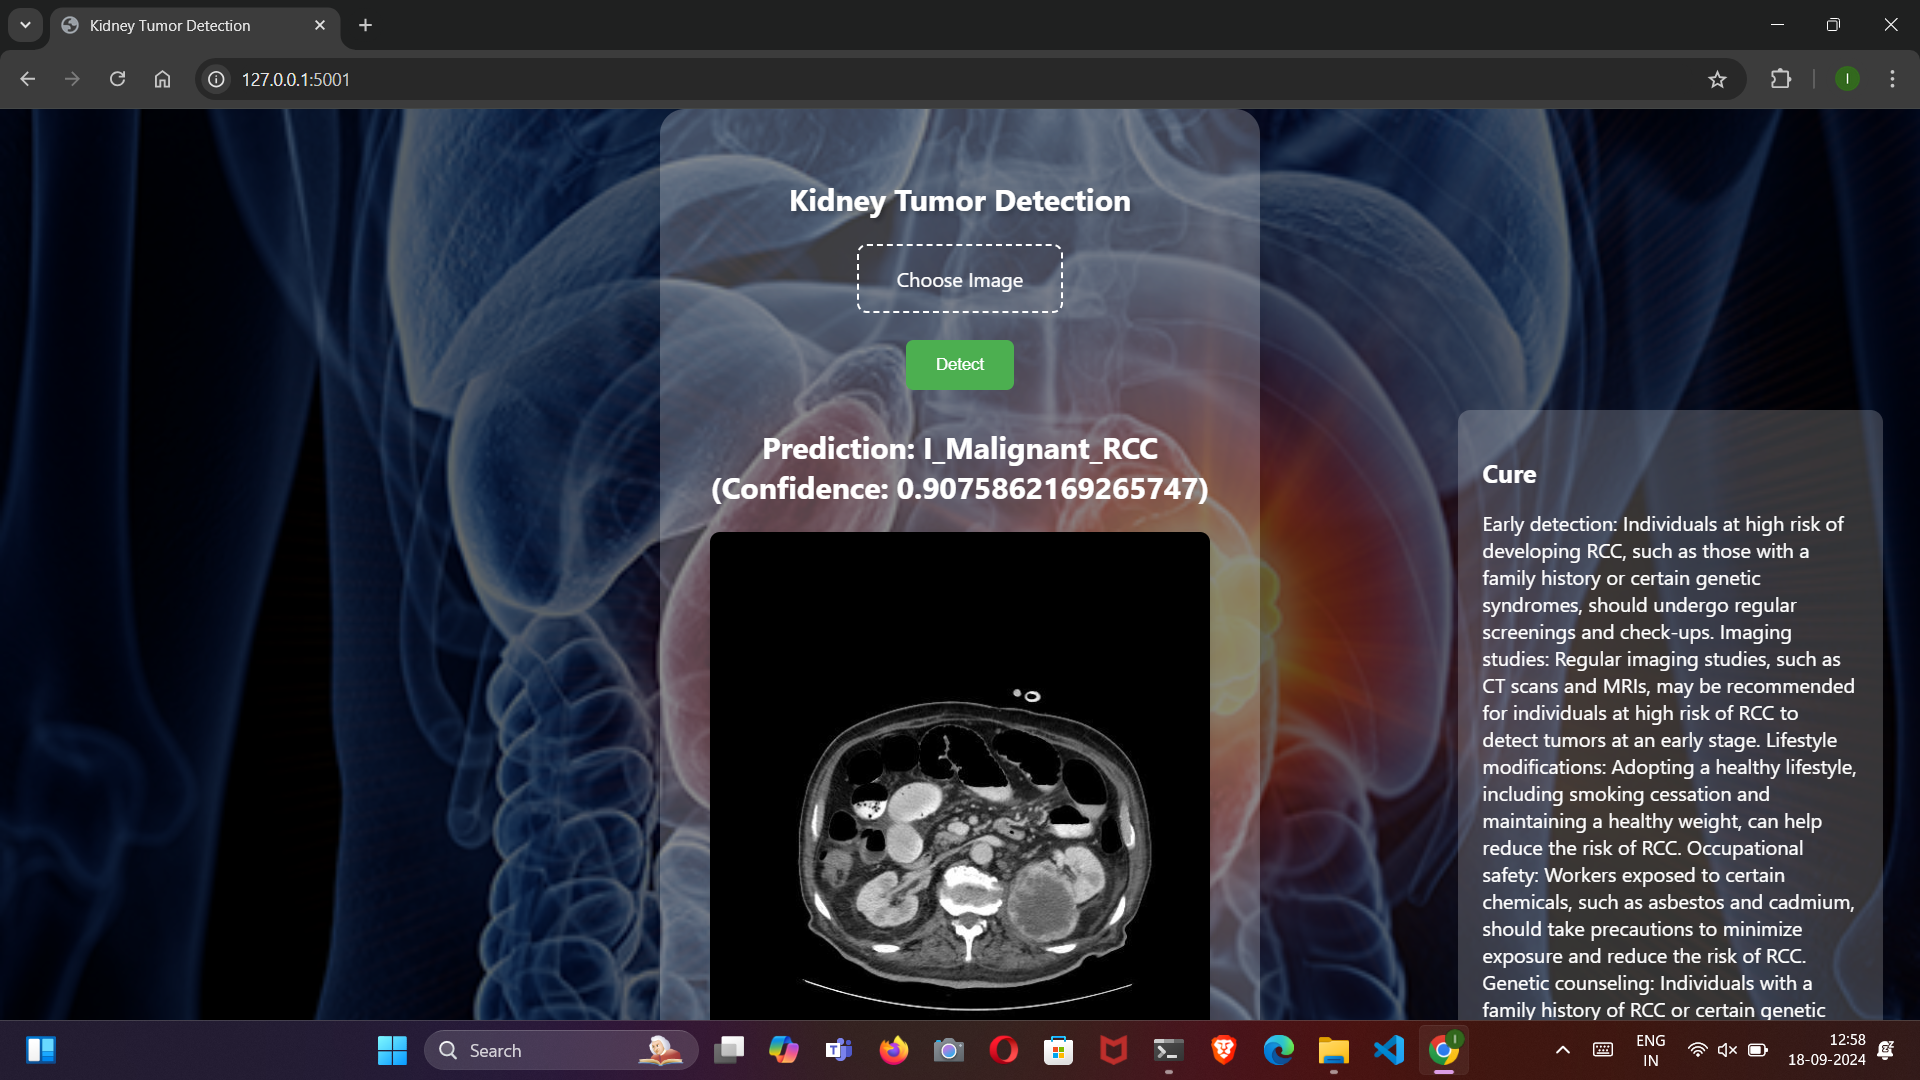 Kidney Tumor Detection
127.0.0.1:5001
I
Kidney Tumor Detection
Choose Image
Detect
Prediction: I_Malignant_RCC
(Confidence: 0.9075862169265747)
Cure
Early detection: Individuals at high risk of
developing RCC, such as those with a
family history or certain genetic
syndromes, should undergo regular
screenings and check-ups. Imaging
studies: Regular imaging studies, such as
CT scans and MRIs, may be recommended
for individuals at high risk of RCC to
detect tumors at an early stage. Lifestyle
modifications: Adopting a healthy lifestyle,
including smoking cessation and
maintaining a healthy weight, can help
reduce the risk of RCC. Occupational
safety: Workers exposed to certain
chemicals, such as asbestos and cadmium,
should take precautions to minimize
exposure and reduce the risk of RCC.
Genetic counseling: Individuals with a
family history of RCC or certain genetic
Search
T
I
ENG
IN
12:58
18-09-2024